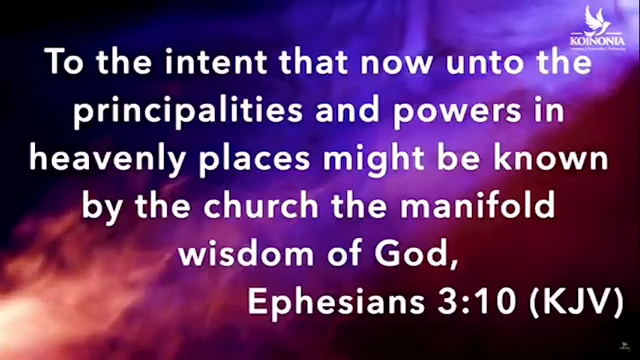 KOINONIA
To the intent that now unto the
principalities and powers in
heavenly places might be known
by the church the manifold
wisdom of God,
Ephesians 3:10 (KJV)